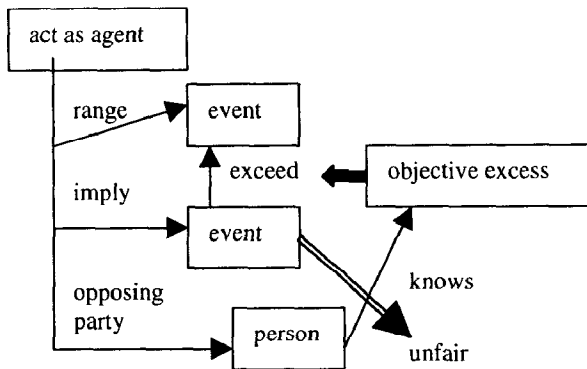 act as agent
range
event
exceed
objective excess
imply
event
knows
opposing
party
person
unfair